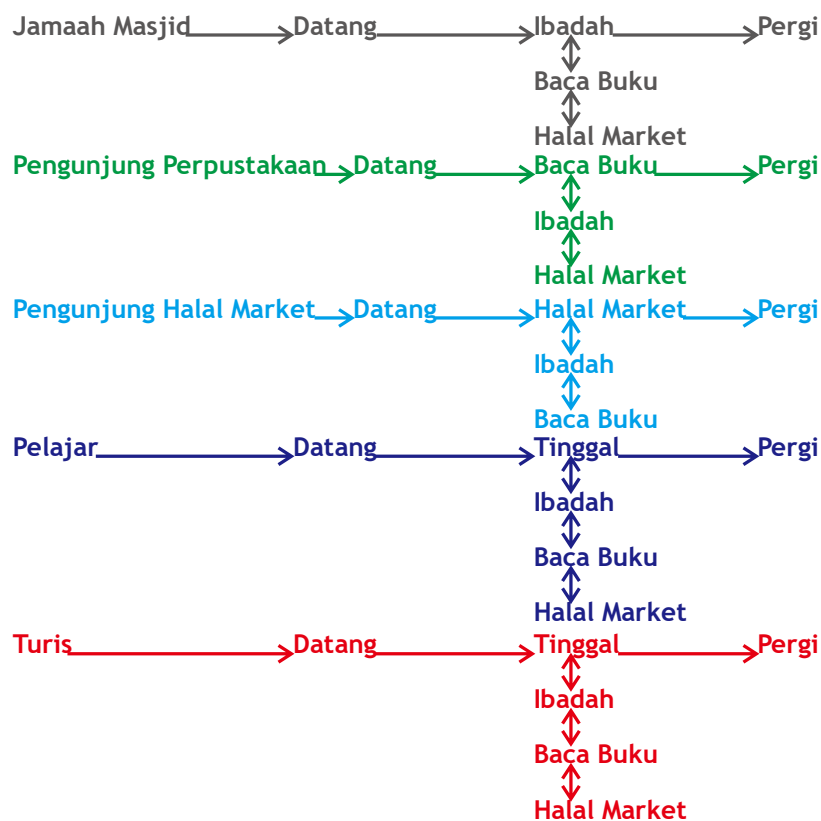 Jamaah Masjid Datang Ibadah Pergi
Baca Buku
Halal Market
Pengunjung Perpustakaan Datang Baca Buku Pergi
Ibadah
Halal Market
Pengunjung Halal Market Datang Halal Market Pergi
Ibadah
Baca Buku
Pelajar Datang Tinggal Pergi
Ibadah
Baca Buku
Halal Market
Turis Datang Tinggal Pergi
Ibadah
Baca Buku
Halal Market